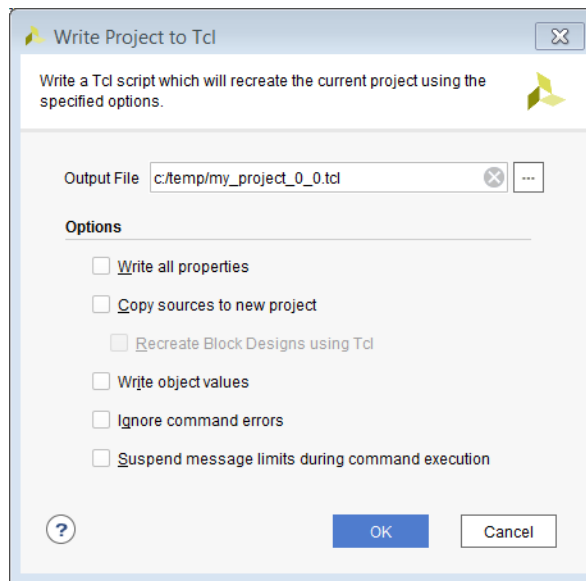 Write Project to Tcl
Write a Tcl script which will recreate the current project using the
specified options.
Output File c:/temp/my_project_0_0.tcl ...
Options
Write all properties
Copy sources to new project
Recreate Block Designs using Tcl
Write object values
Ignore command errors
Suspend message limits during command execution
? OK Cancel